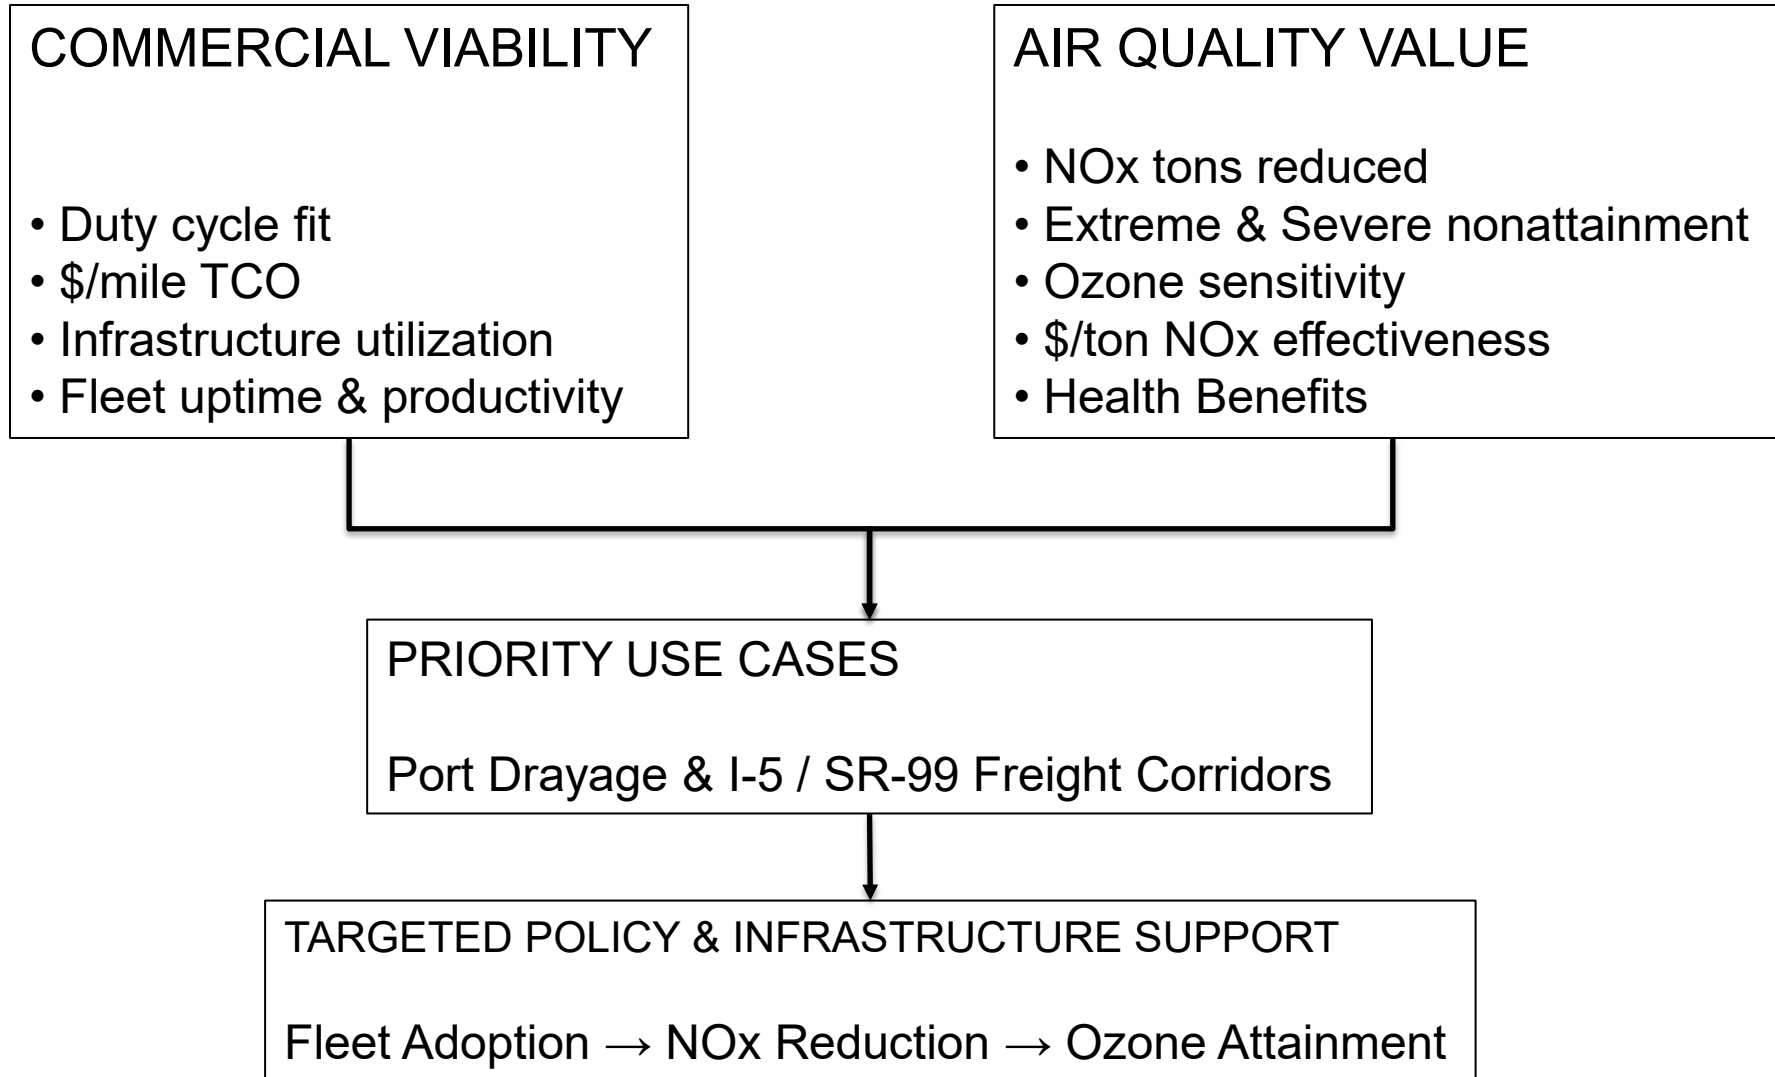 COMMERCIAL VIABILITY
• Duty cycle fit
• $/mile TCO
• Infrastructure utilization
• Fleet uptime & productivity
AIR QUALITY VALUE
• NOx tons reduced
• Extreme & Severe nonattainment
• Ozone sensitivity
• $/ton NOx effectiveness
• Health Benefits
PRIORITY USE CASES
Port Drayage & I-5 / SR-99 Freight Corridors
TARGETED POLICY & INFRASTRUCTURE SUPPORT
Fleet Adoption → NOx Reduction → Ozone Attainment